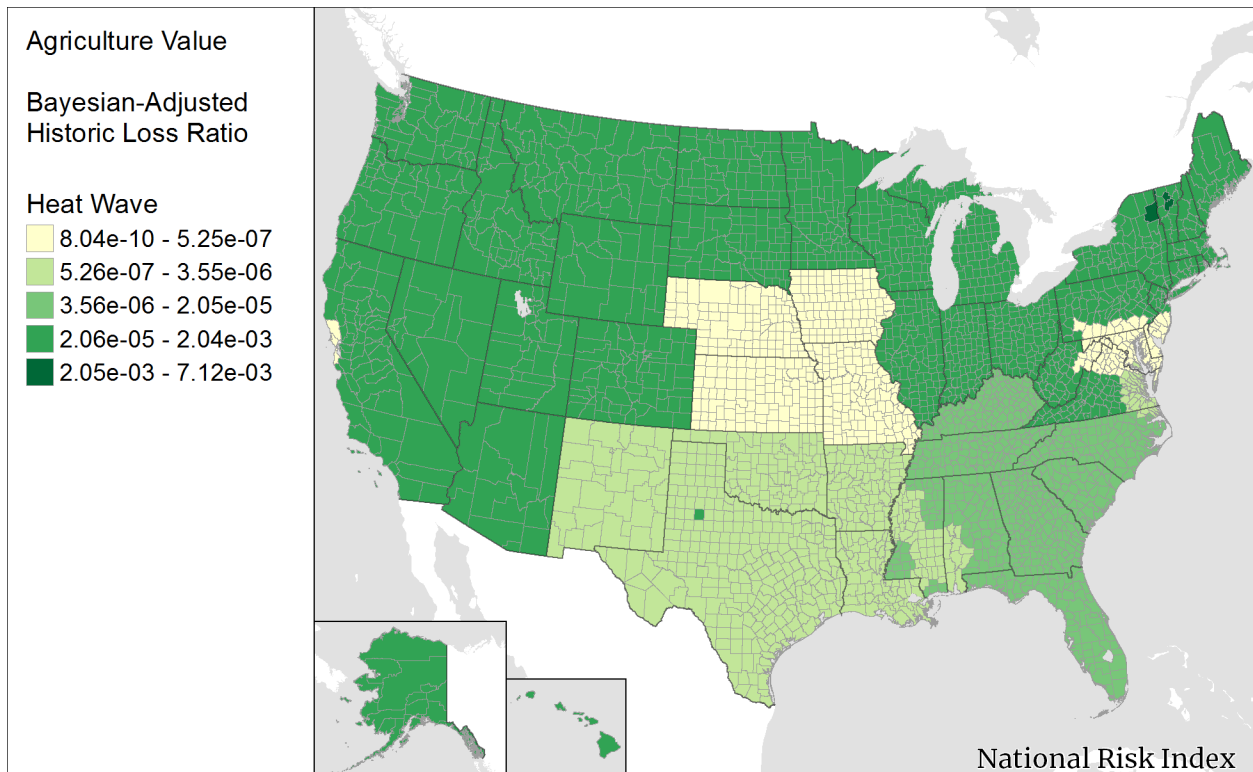 Agriculture Value
Bayesian-Adjusted
Historic Loss Ratio
Heat Wave
8.04e-10 - 5.25e-07
5.26e-07 - 3.55e-06
3.56e-06 - 2.05e-05
2.06e-05 - 2.04e-03
2.05e-03 - 7.12e-03
National Risk Index